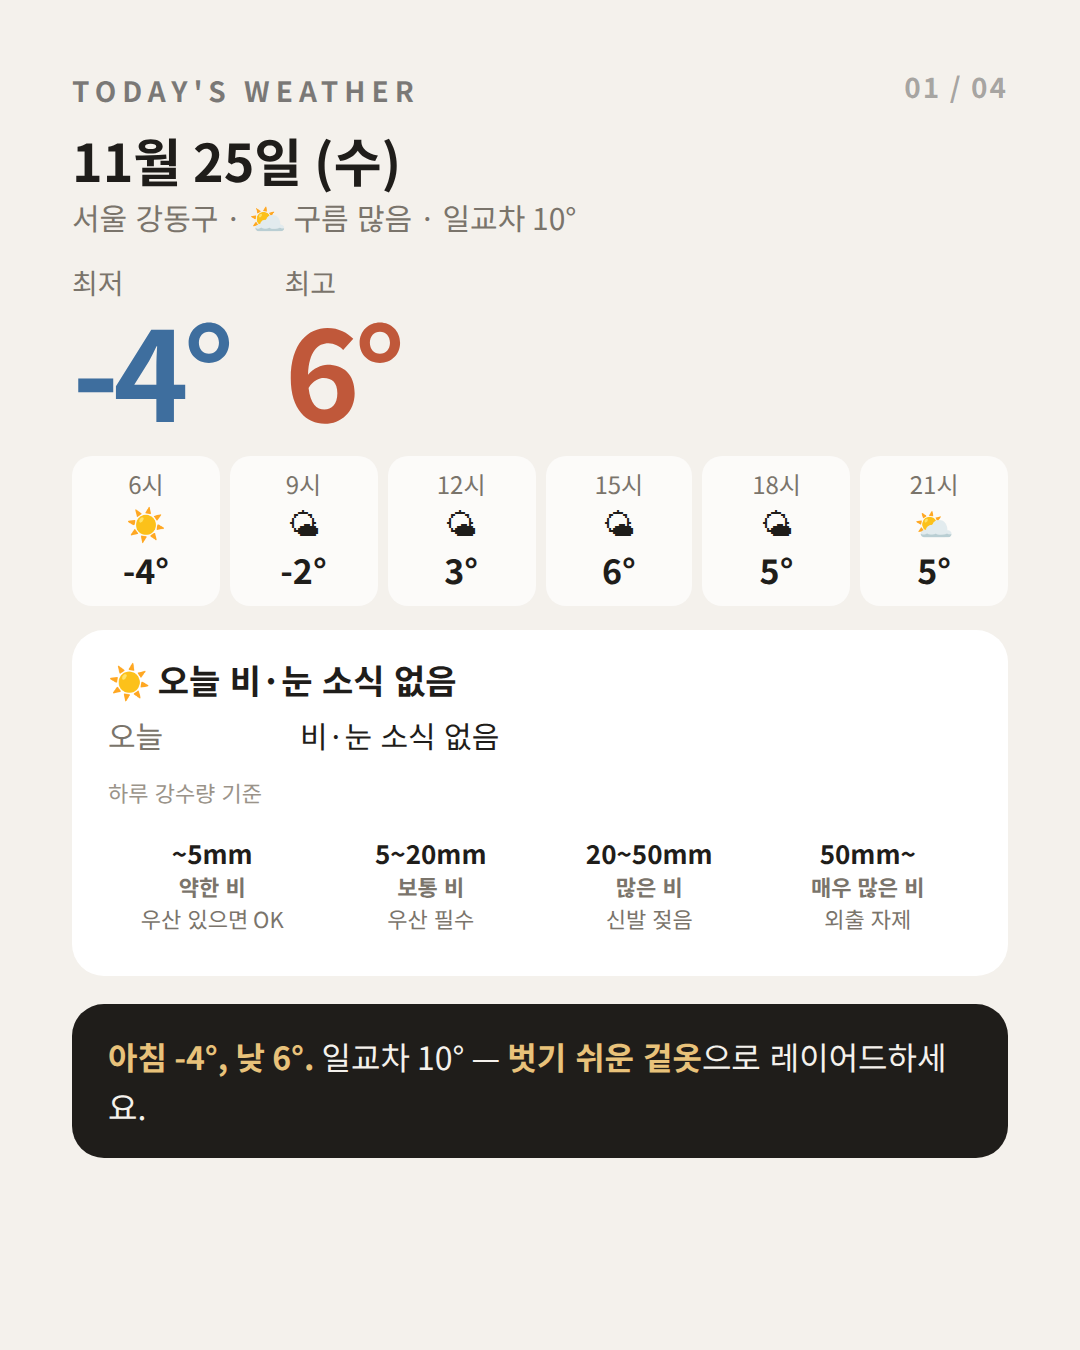 TODAY'S WEATHER
01 / 04
11월 25일 (수)
서울 강동구 · ⛅ 구름 많음 · 일교차 10°
최저 최고
-4° 6°
6시 9시 12시 15시 18시 21시
☀️ 🌤 🌤 🌤 🌤 ⛅
-4° -2° 3° 6° 5° 5°
☀️ 오늘 비·눈 소식 없음
오늘 비·눈 소식 없음
하루 강수량 기준
~5mm 5~20mm 20~50mm 50mm~
약한 비 보통 비 많은 비 매우 많은 비
우산 있으면 OK 우산 필수 신발 젖음 외출 자제
아침 -4°, 낮 6°. 일교차 10° — 벗기 쉬운 겉옷으로 레이어드하세
요.